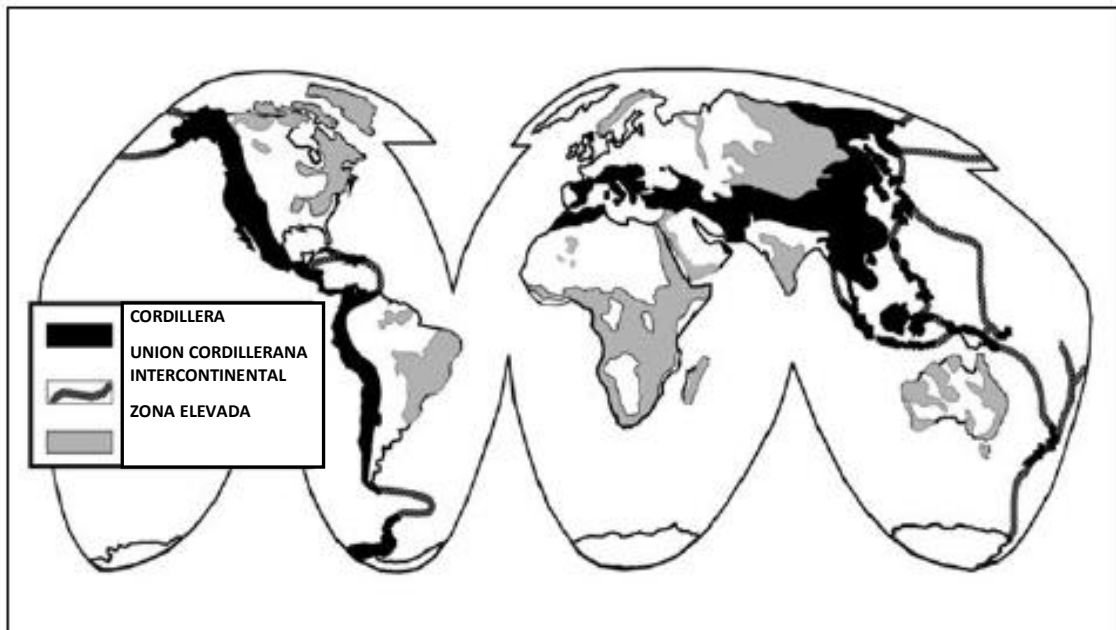 CORDILLERA
UNION CORDILLERANA
INTERCONTINENTAL
ZONA ELEVADA